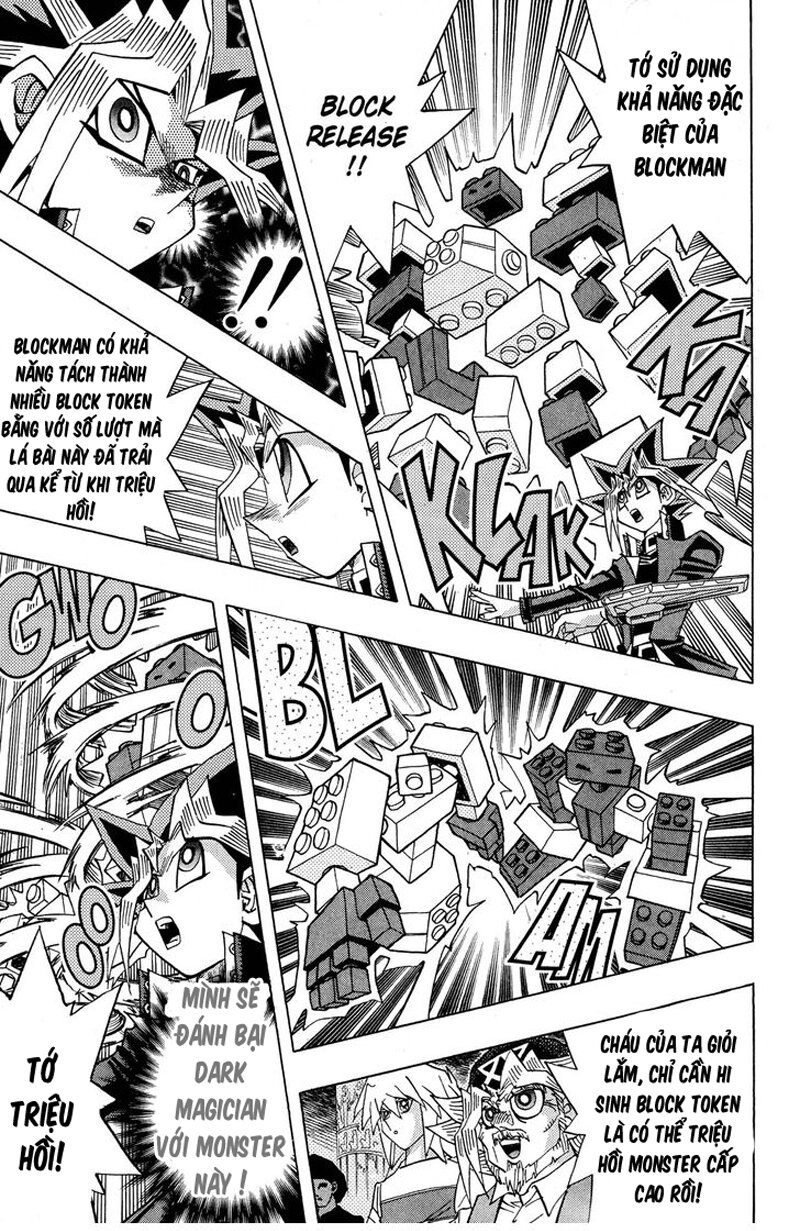 TỚ SỬ DỤNG
KHẢ NĂNG ĐẶC
BIỆT CỦA
BLOCKMAN
BLOCK
RELEASE
!!
KA
KLAK
!!
BLOCKMAN CÓ KHẢ
NĂNG TÁCH THÀNH
NHIỀU BLOCK TOKEN
BẰNG VỚI SỐ LƯỢT MÀ
LÁ BÀI NÀY ĐÃ TRẢI
QUA KỂ TỪ KHI TRIỆU
HỒI!
BL
AM
GWO
O
O
OO
MÌNH SẼ
ĐÁNH BẠI
DARK
MAGICIAN
VỚI MONSTER
NÀY !
TỚ
TRIỆU
HỒI!
CHÁU CỦA TA GIỎI
LẮM, CHỈ CẦN HI
SINH BLOCK TOKEN
LÀ CÓ THỂ TRIỆU
HỒI MONSTER CẤP
CAO RỒI!